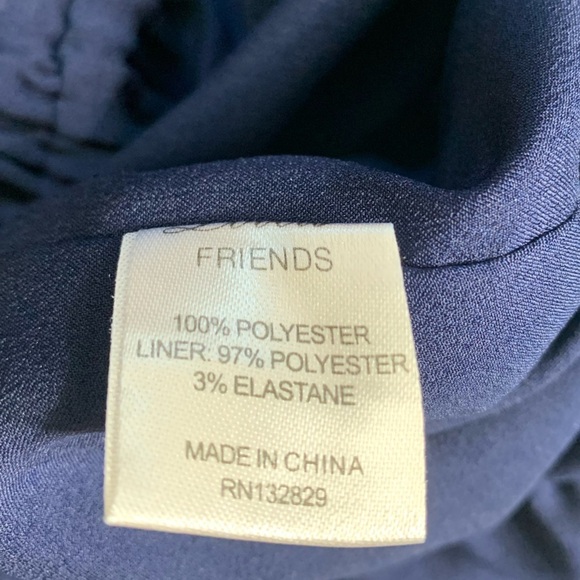 FRIENDS
100% POLYESTER
LINER: 97% POLYESTER
3% ELASTANE
MADE IN CHINA
RN132829